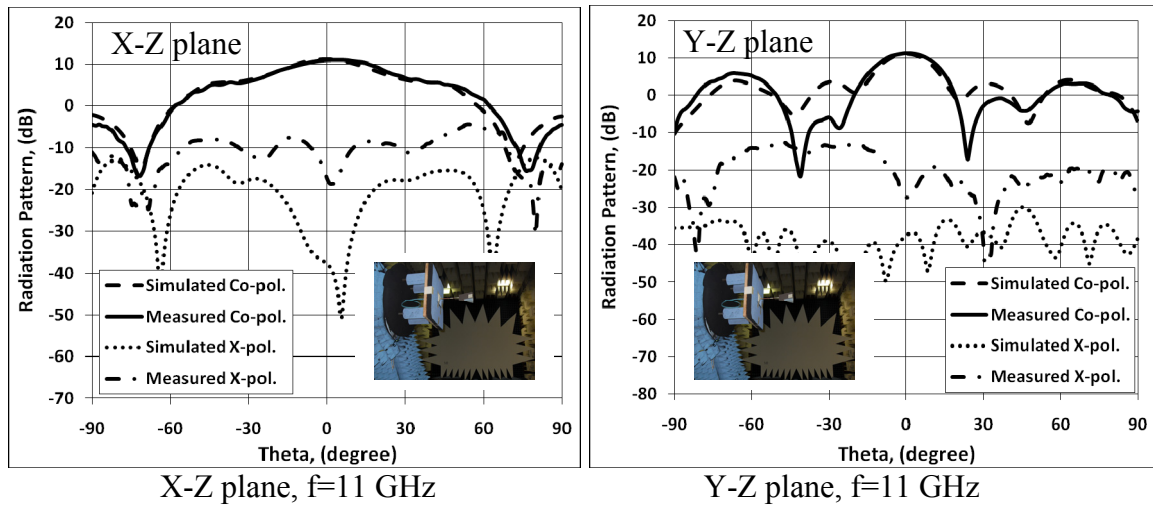 X-Z plane
20
10
0
-10
-20
-30
-40
-50
-60
-70
Radiation Pattern, (dB)
Simulated Co-pol.
Measured Co-pol.
Simulated X-pol.
Measured X-pol.
-90 -60 -30 0 30 60 90
Theta, (degree)
X-Z plane, f=11 GHz
Y-Z plane
20
10
0
-10
-20
-30
-40
-50
-60
-70
-80
Radiation Pattern, (dB)
Simulated Co-pol.
Measured Co-pol.
Simulated X-pol.
Measured X-pol.
-90 -60 -30 0 30 60 90
Theta, (degree)
Y-Z plane, f=11 GHz